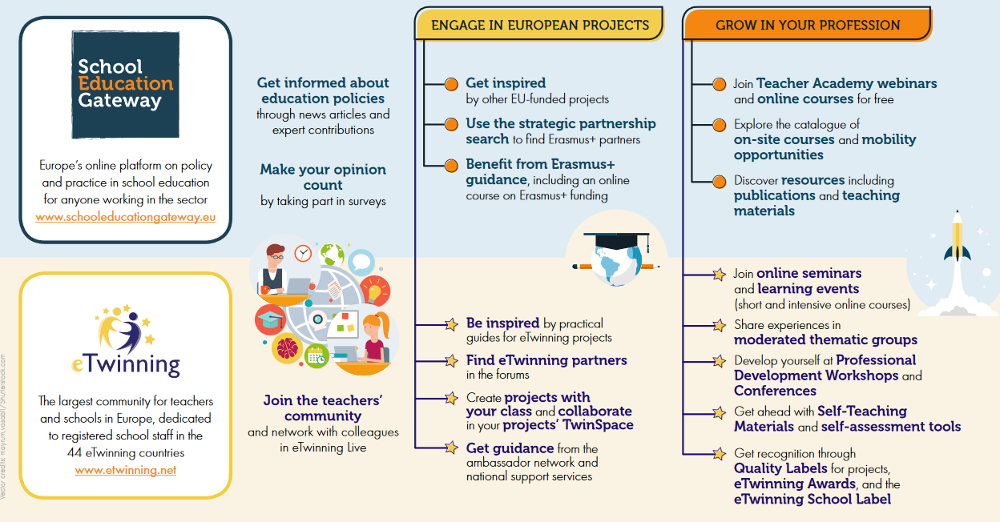 School
Education
Gateway
Europe's online platform on policy
and practice in school education
for anyone working in the sector
www.schooleducationgateway.eu
Get informed about
education policies
through news articles and
expert contributions
Make your opinion
count
by taking part in surveys
ENGAGE IN EUROPEAN PROJECTS
Get inspired
by other EU-funded projects
Use the strategic partnership
search to find Erasmus+ partners
Benefit from Erasmus+
guidance, including an online
course on Erasmus+ funding
GROW IN YOUR PROFESSION
Join Teacher Academy webinars
and online courses for free
Explore the catalogue of
on-site courses and mobility
opportunities
Discover resources including
publications and teaching
materials
eTwinning
The largest community for teachers
and schools in Europe, dedicated
to registered school staff in the
44 eTwinning countries
www.etwinning.net
Join the teachers'
community
and network with colleagues
in eTwinning Live
Be inspired by practical
guides for eTwinning projects
Find eTwinning partners
in the forums
Create projects with
your class and collaborate
in your projects' TwinSpace
Get guidance from the
ambassador network and
national support services
Join online seminars
and learning events
(short and intensive online courses)
Share experiences in
moderated thematic groups
Develop yourself at Professional
Development Workshops and
Conferences
Get ahead with Self-Teaching
Materials and self-assessment tools
Get recognition through
Quality Labels for projects,
eTwinning Awards, and the
eTwinning School Label
Vector credits: mayrum,vasabii/Shutterstock.com